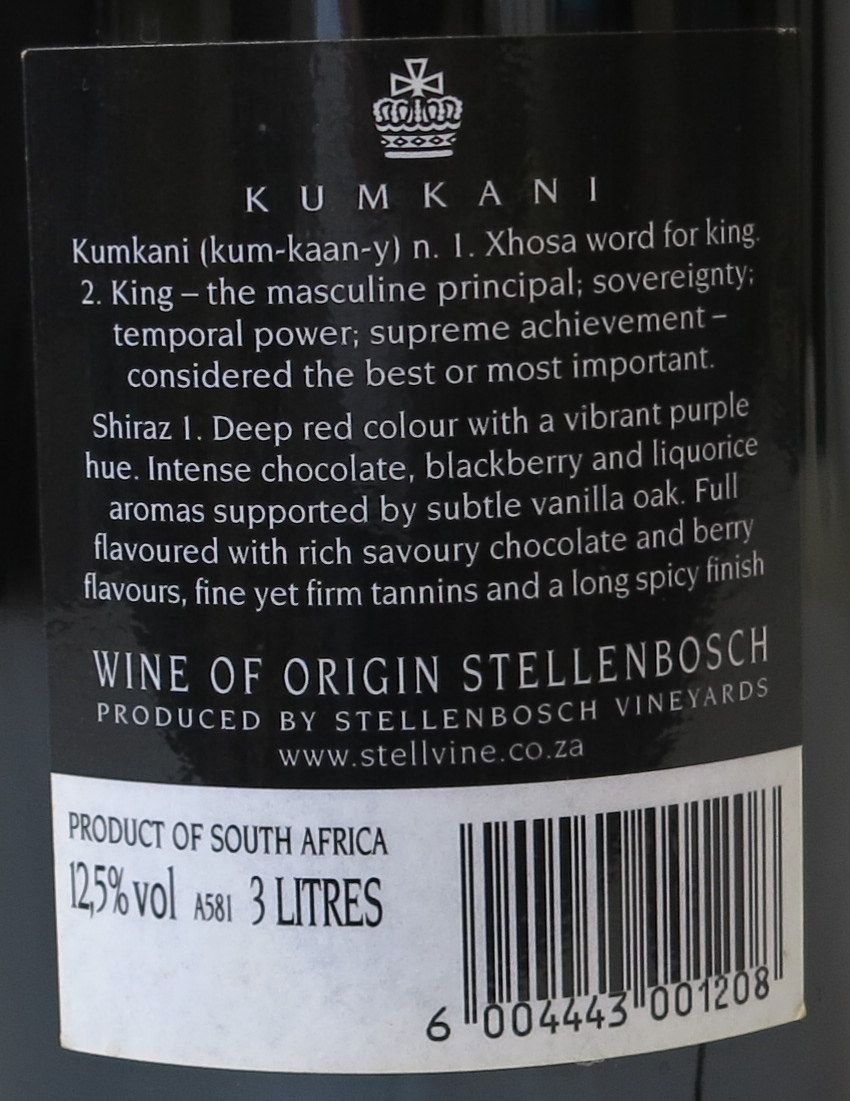 KUMKANI
Kumkani (kum-kaan-y) n. 1. Xhosa word for king.
2. King – the masculine principal; sovereignty;
temporal power; supreme achievement –
considered the best or most important.
Shiraz 1. Deep red colour with a vibrant purple
hue. Intense chocolate, blackberry and liquorice
aromas supported by subtle vanilla oak. Full
flavoured with rich savoury chocolate and berry
flavours, fine yet firm tannins and a long spicy finish
WINE OF ORIGIN STELLENBOSCH
PRODUCED BY STELLENBOSCH VINEYARDS
www.stellvine.co.za
PRODUCT OF SOUTH AFRICA
12,5% vol A581 3 LITRES
6 004443 001208